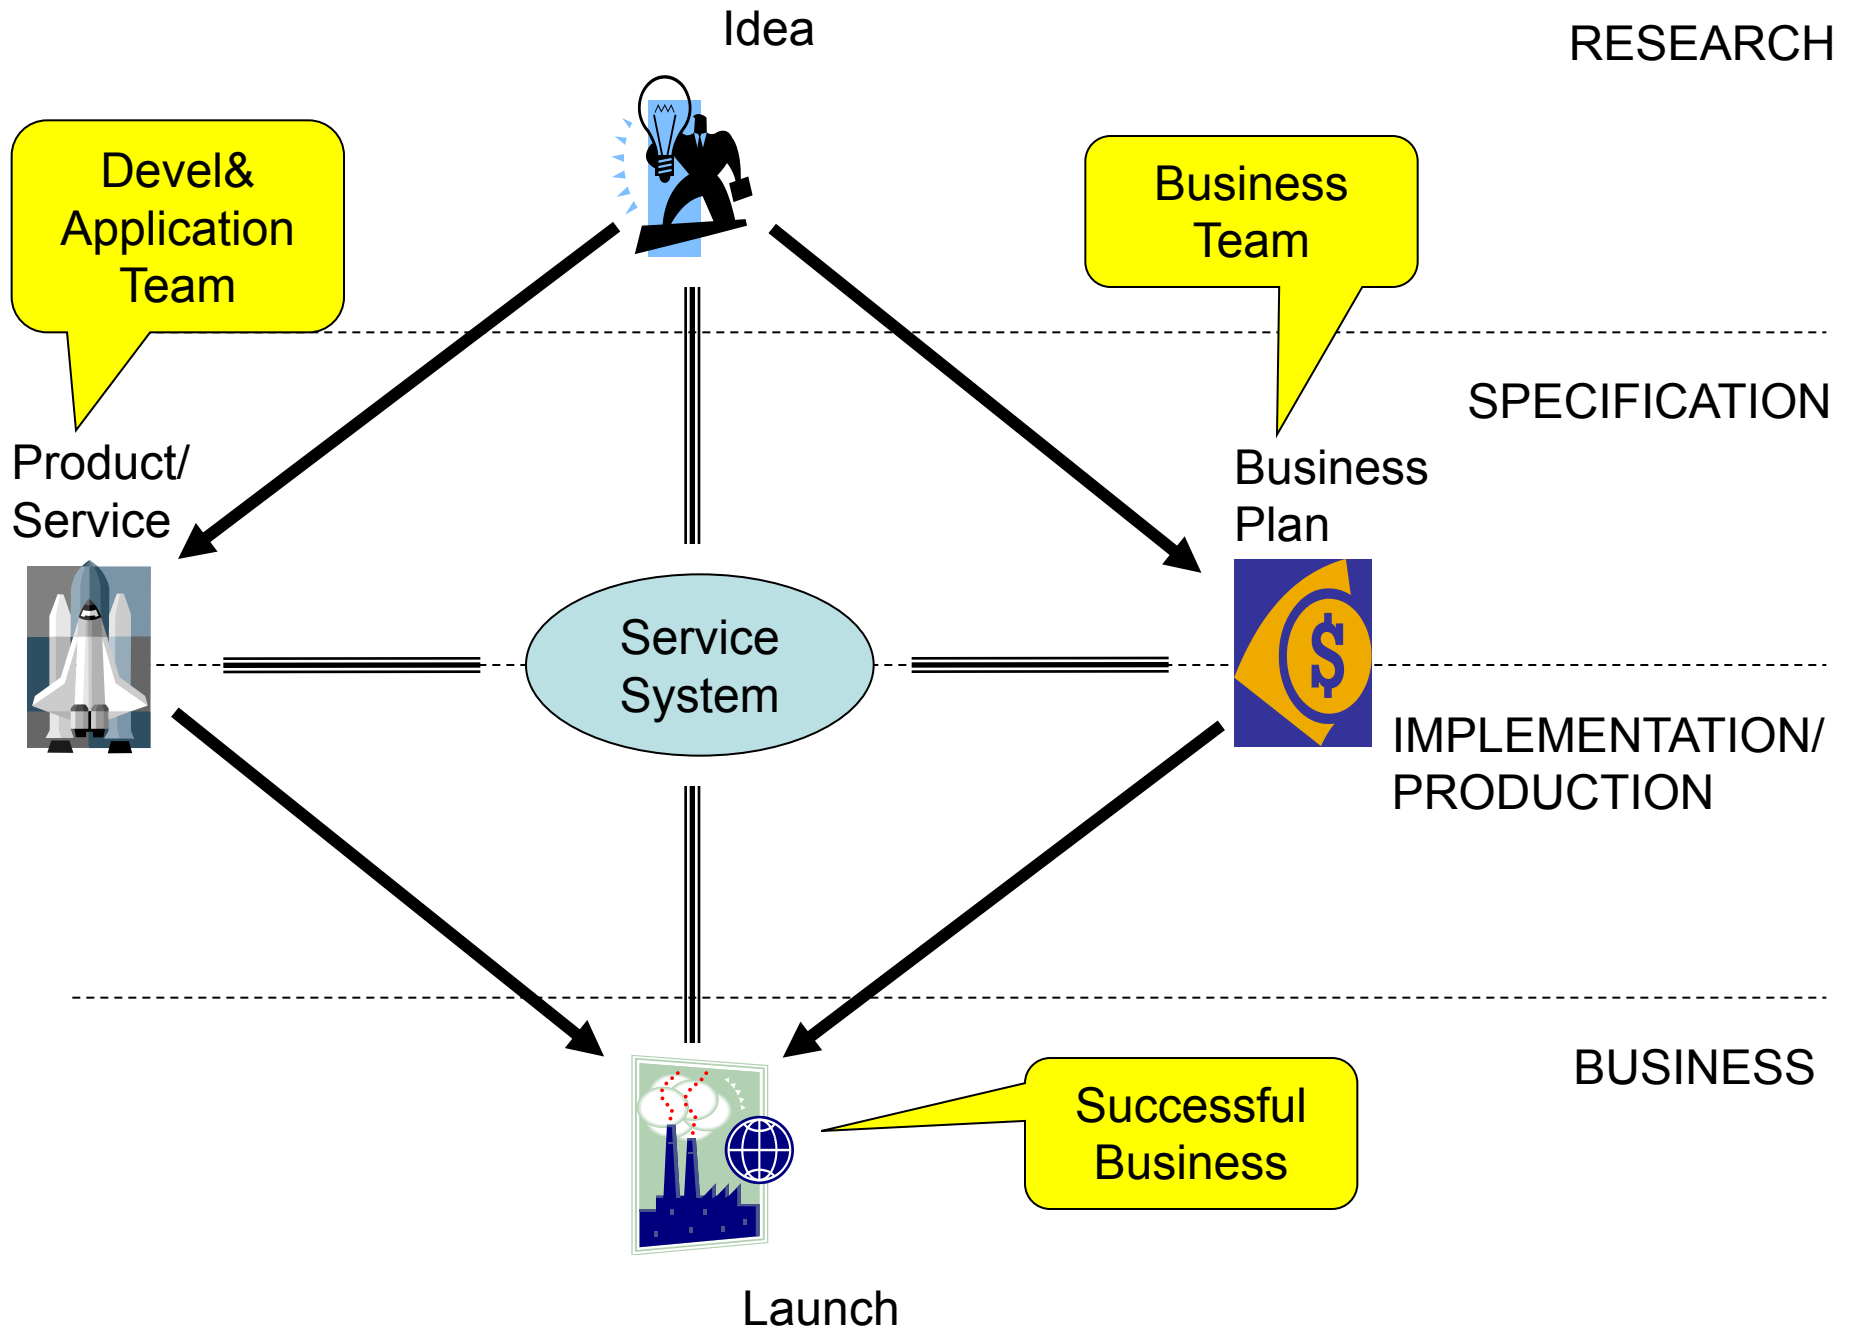 Idea
RESEARCH
Devel&
Application
Team
Business
Team
SPECIFICATION
Product/
Service
Business
Plan
Service
System
$
IMPLEMENTATION/
PRODUCTION
BUSINESS
Successful
Business
Launch